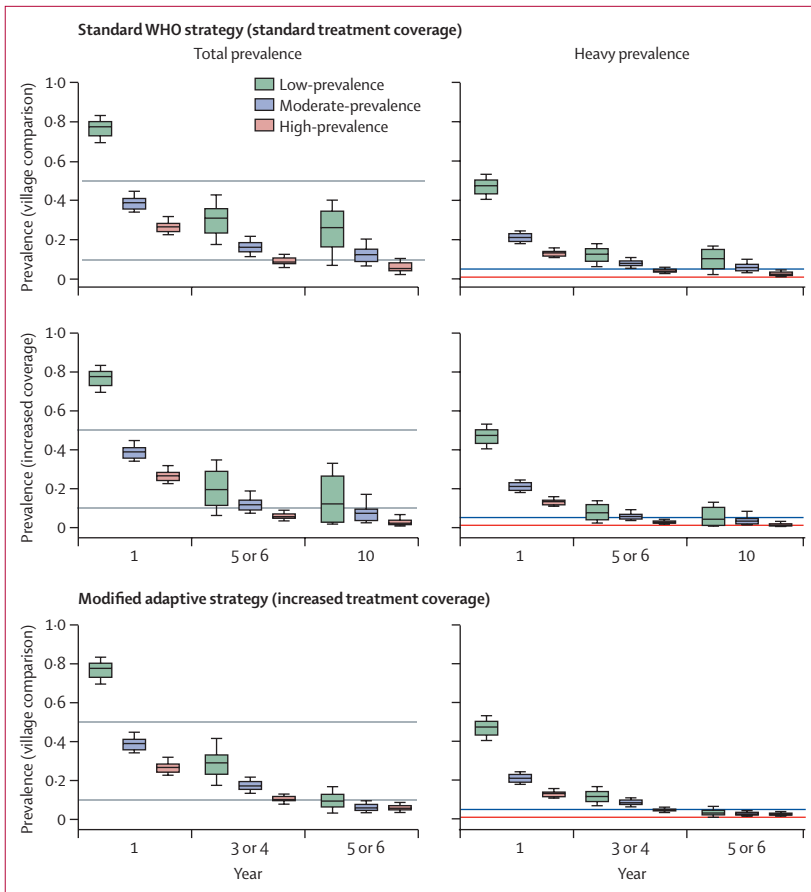 Standard WHO strategy (standard treatment coverage)
Total prevalence
Heavy prevalence
Prevalence (village comparison)
1·0
0·8
0·6
0·4
0·2
0
Low-prevalence
Moderate-prevalence
High-prevalence
Prevalence (increased coverage)
1·0
0·8
0·6
0·4
0·2
0
1
5 or 6
10
1
5 or 6
10
Modified adaptive strategy (increased treatment coverage)
Prevalence (village comparison)
1·0
0·8
0·6
0·4
0·2
0
1
3 or 4
5 or 6
Year
1
3 or 4
5 or 6
Year